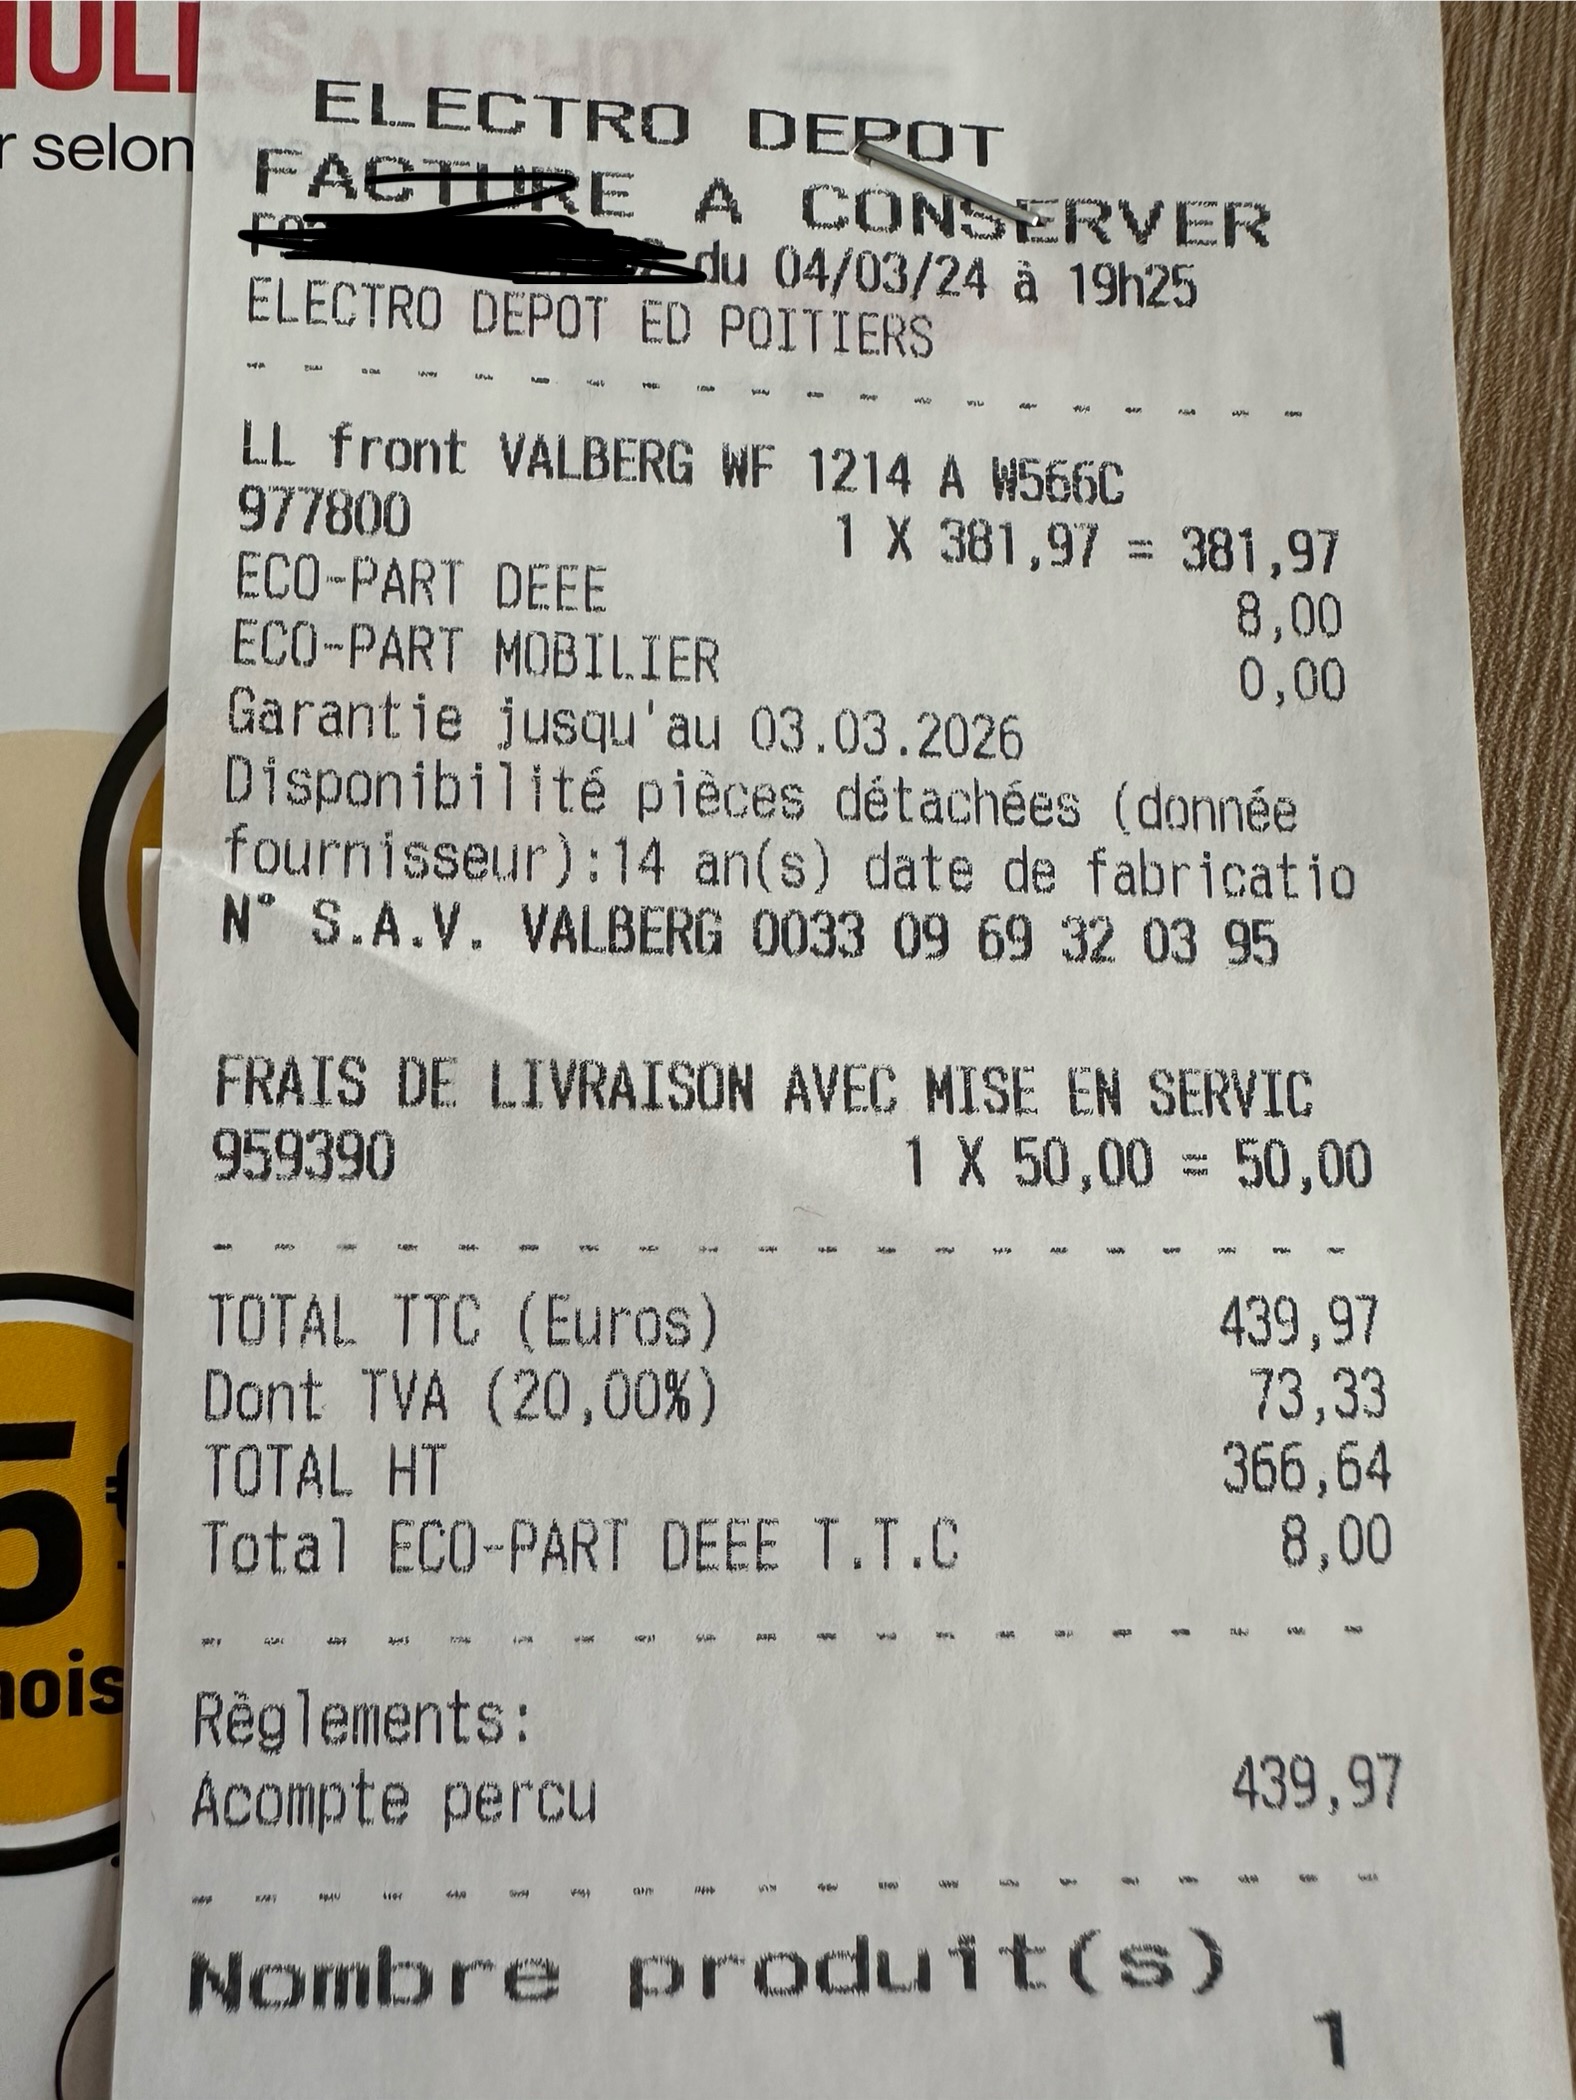 r selon
ELECTRO DEPOT
FACTURE A CONSERVER
du 04/03/24 à 19h25
ELECTRO DEPOT ED POITIERS
LL front VALBERG WF 1214 A W566C
977800 1 X 381,97 = 381,97
ECO-PART DEEE 8,00
ECO-PART MOBILIER 0,00
Garantie jusqu'au 03.03.2026
Disponibilité pièces détachées (donnée
fournisseur):14 an(s) date de fabricatio
N° S.A.V. VALBERG 0033 09 69 32 03 95
FRAIS DE LIVRAISON AVEC MISE EN SERVIC
959390 1 X 50,00 = 50,00
TOTAL TTC (Euros) 439,97
Dont TVA (20,00%) 73,33
TOTAL HT 366,64
Total ECO-PART DEEE T.T.C 8,00
Règlements:
Acompte percu 439,97
Nombre produit(s)
1
5€
mois